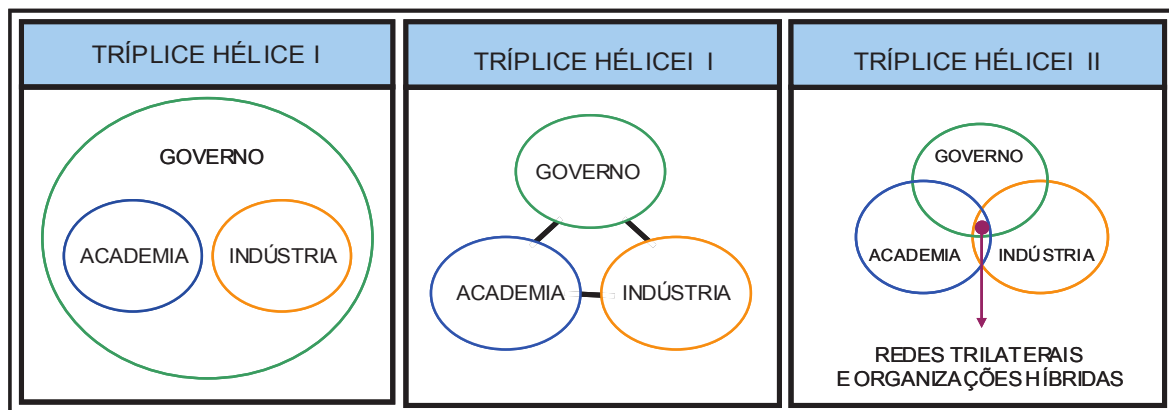 TRÍPLICE HÉLICE I
GOVERNO
ACADEMIA
INDÚSTRIA
TRÍPLICE HÉLICEI I
GOVERNO
ACADEMIA
INDÚSTRIA
TRÍPLICE HÉLICEI II
GOVERNO
ACADEMIA
INDÚSTRIA
REDES TRILATERAIS
E ORGANIZAÇÕES HÍBRIDAS